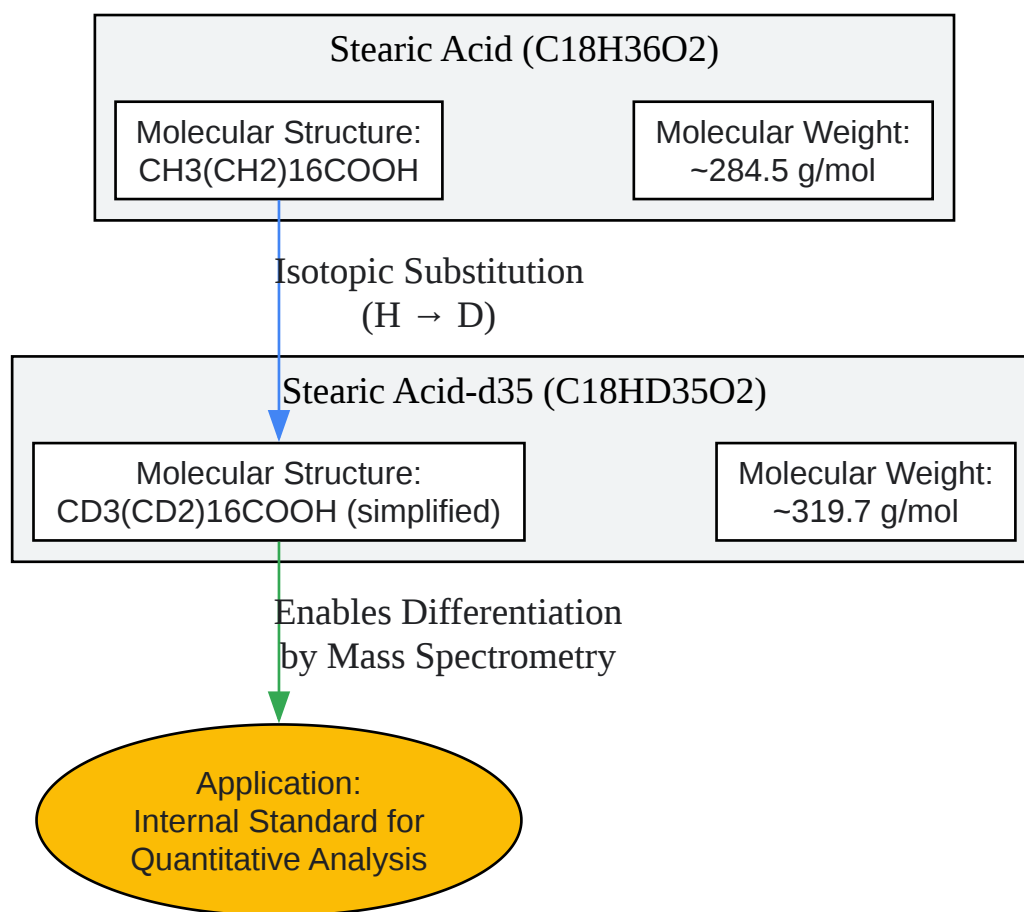 Stearic Acid (C18H36O2)
Molecular Structure:
CH3(CH2)16COOH
Molecular Weight:
~284.5 g/mol
Isotopic Substitution
(H → D)
Stearic Acid-d35 (C18HD35O2)
Molecular Structure:
CD3(CD2)16COOH (simplified)
Molecular Weight:
~319.7 g/mol
Enables Differentiation
by Mass Spectrometry
Application:
Internal Standard for
Quantitative Analysis